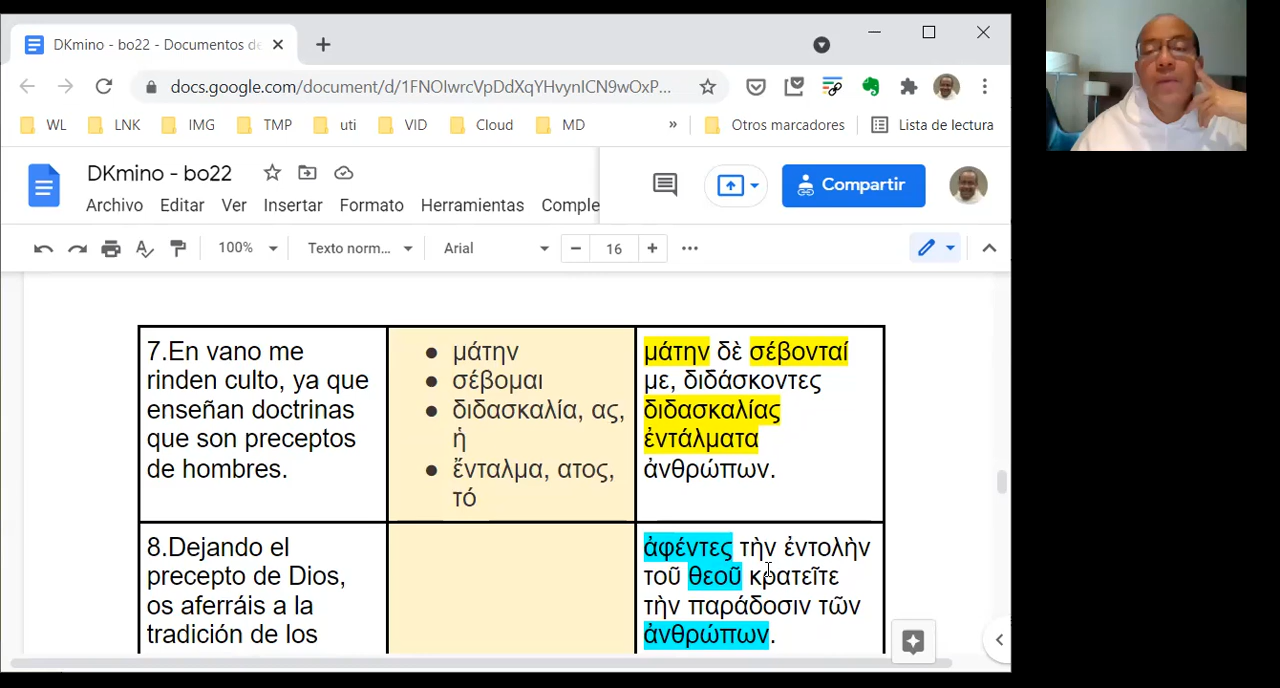 DKmino - bo22 - Documentos de
docs.google.com/document/d/1FNOlwrcVpDdXqYHvynICN9wOxP...
WL LNK IMG TMP uti VID Cloud MD » Otros marcadores Lista de lectura
DKmino - bo22
Compartir
Archivo Editar Ver Insertar Formato Herramientas Comple
100% Texto norm... Arial 16
7.En vano me
rinden culto, ya que
enseñan doctrinas
que son preceptos
de hombres.
● μάτην
● σέβομαι
● διδασκαλία, ας,
ἡ
● ἔνταλμα, ατος,
τό
μάτην δὲ σέβονταί
με, διδάσκοντες
διδασκαλίας
ἐντάλματα
ἀνθρώπων.
8.Dejando el
precepto de Dios,
os aferráis a la
tradición de los
ἀφέντες τὴν ἐντολὴν
τοῦ θεοῦ κρατεῖτε
τὴν παράδοσιν τῶν
ἀνθρώπων.